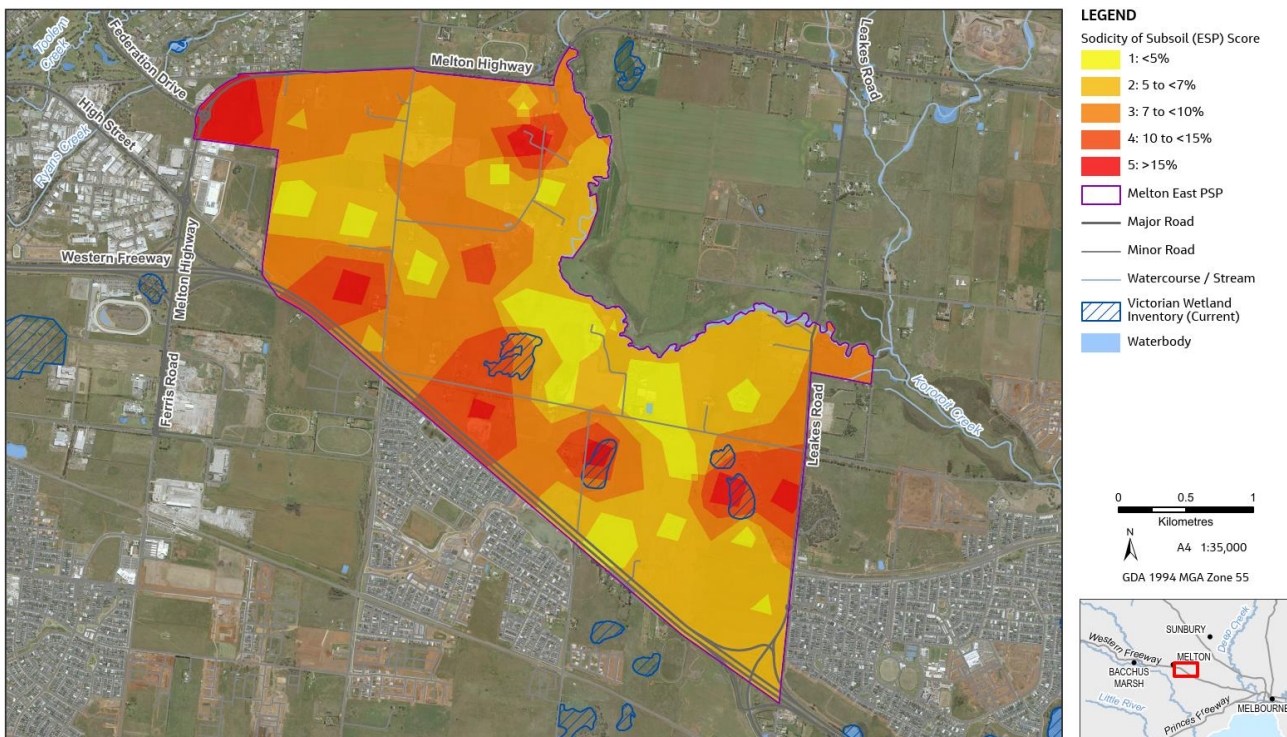 Toolern
Creek
Federation Drive
High Street
Ryans Creek
Melton Highway
Leakes Road
Leakes Road
Western Freeway
Melton Highway
Ferris Road
Leakes Road
Kororoit Creek
LEGEND
Sodicity of Subsoil (ESP) Score
1: <5%
2: 5 to <7%
3: 7 to <10%
4: 10 to <15%
5: >15%
Melton East PSP
Major Road
Minor Road
Watercourse / Stream
Victorian Wetland
Inventory (Current)
Waterbody
0 0.5 1
Kilometres
N
A4 1:35,000
GDA 1994 MGA Zone 55
SUNBURY
Deep Creek
Western Freeway
MELTON
BACCHUS
MARSH
Little River
Princes Freeway
MELBOURNE